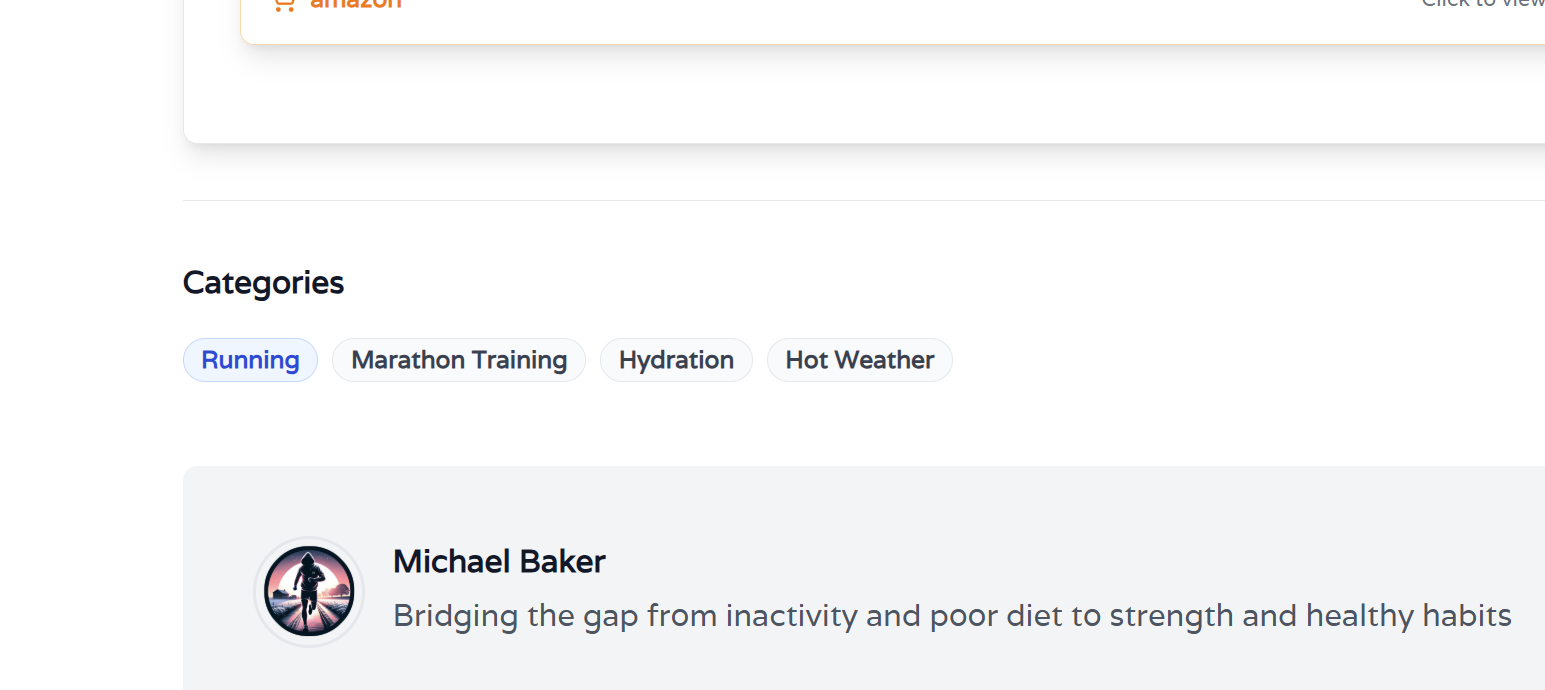 amazon
Click to view
Categories
Running Marathon Training Hydration Hot Weather
Michael Baker
Bridging the gap from inactivity and poor diet to strength and healthy habits